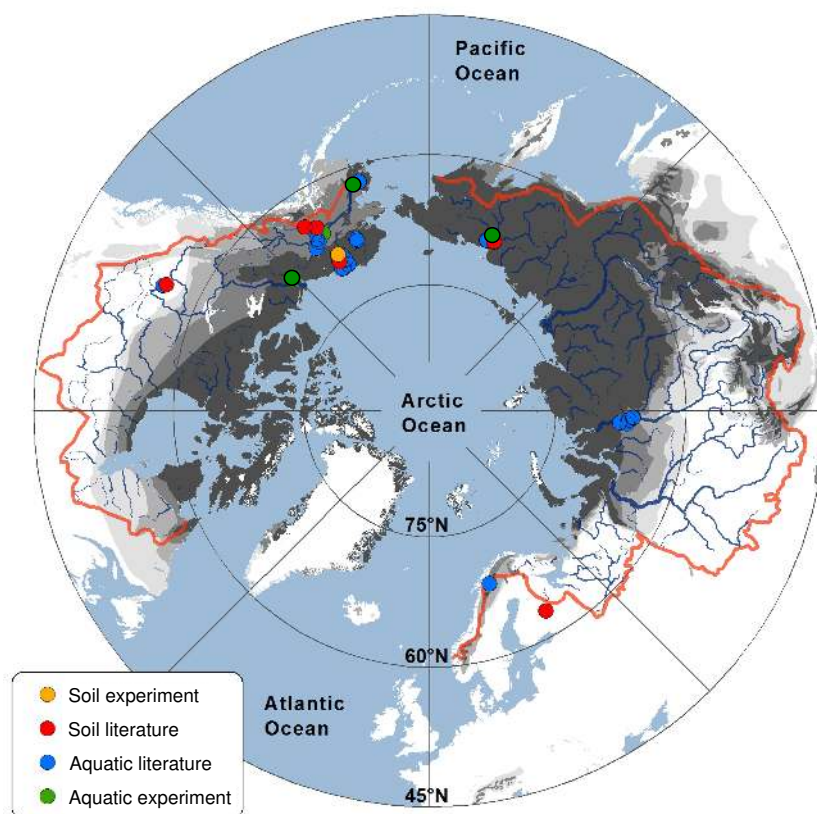 Pacific
Ocean
Arctic
Ocean
75°N
60°N
Atlantic
Ocean
45°N
Soil experiment
Soil literature
Aquatic literature
Aquatic experiment